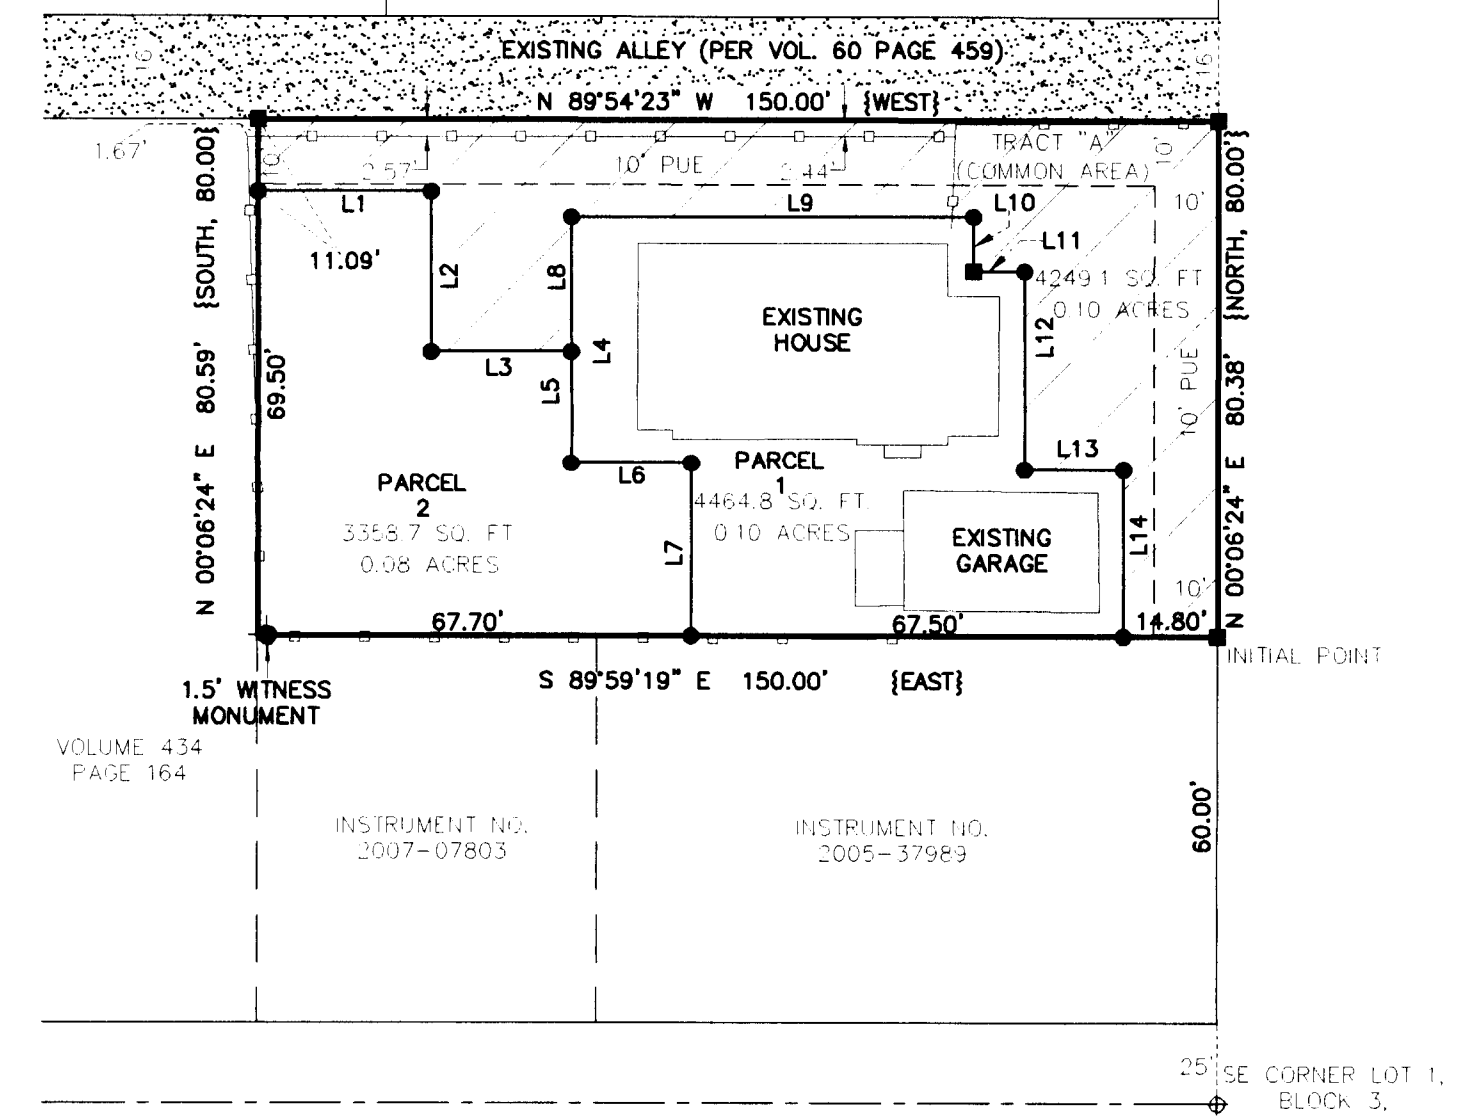 EXISTING ALLEY (PER VOL. 60 PAGE 459)
16'
16'
N 89°54'23" W 150.00' {WEST}
1.67'
10'
2.57'
10' PUE
2.44'
TRACT "A"
(COMMON AREA)
10'
10'
L1
L9
L10
L11
11.09'
L2
L8
4249.1 SQ. FT
0.10 ACRES
N 00°06'24" E 80.59' {SOUTH, 80.00}
69.50'
EXISTING
HOUSE
L3
L4
L5
L12
10' PUE
N 00°06'24" E 80.38' {NORTH, 80.00'}
L6
L13
PARCEL
2
3358.7 SQ. FT
0.08 ACRES
PARCEL
1
4464.8 SQ. FT.
0.10 ACRES
L7
EXISTING
GARAGE
L14
10'
67.70'
67.50'
14.80'
INITIAL POINT
S 89°59'19" E 150.00' {EAST}
1.5' WITNESS
MONUMENT
VOLUME 434
PAGE 164
INSTRUMENT NO.
2007-07803
INSTRUMENT NO.
2005-37989
60.00'
25'
SE CORNER LOT 1,
BLOCK 3,